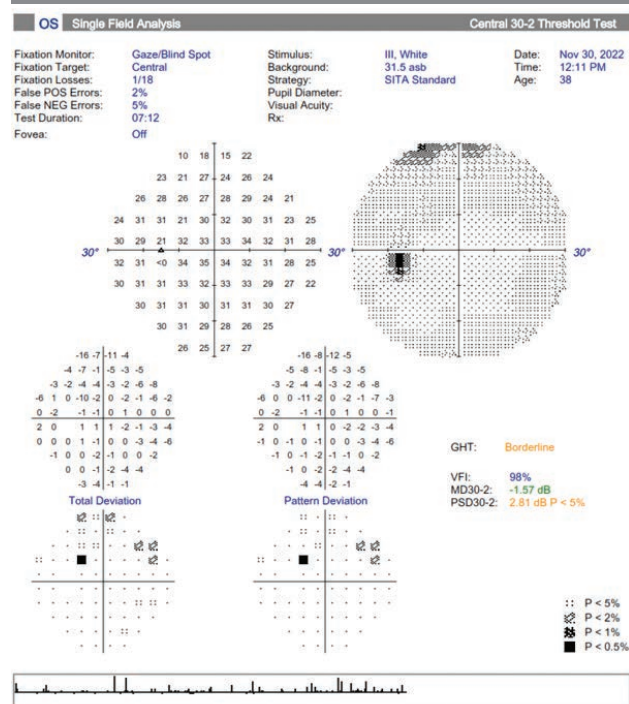 OS Single Field Analysis Central 30-2 Threshold Test
Fixation Monitor: Gaze/Blind Spot Stimulus: III, White Date: Nov 30, 2022
Fixation Target: Central Background: 31.5 asb Time: 12:11 PM
Fixation Losses: 1/18 Strategy: SITA Standard Age: 38
False POS Errors: 2% Pupil Diameter:
False NEG Errors: 5% Visual Acuity:
Test Duration: 07:12 Rx:
Fovea: Off
10 18 15 22
23 21 27 24 26 24
26 28 26 27 28 29 24 21
24 31 31 21 30 32 30 31 23 25
30 29 21 32 33 33 34 32 31 28
30° 30° 30°
32 31 <0 34 35 34 32 31 28 25
30 31 31 33 32 33 33 29 27 22
30 31 31 30 31 31 30 27
30 31 29 28 26 25
26 25 27 27
-16 -7 -11 -4 -16 -8 -12 -5
-4 -7 -1 -5 -3 -5 -5 -8 -1 -5 -3 -5
-3 -2 -4 -4 -3 -2 -6 -8 -3 -2 -4 -4 -3 -2 -6 -8
-6 1 0 -10 -2 0 -2 -1 -6 -2 -6 0 0 -11 -2 0 -2 -1 -7 -3
0 -2 -1 -1 0 1 0 0 0 0 -2 -1 -1 0 0 0 -1 -1
2 0 1 1 -1 -2 -1 -3 -4 2 0 1 1 -1 -2 -1 -3 -4
0 0 0 1 -1 0 0 -3 -4 -6 -1 0 -1 0 -1 0 0 -3 -4 -6
-1 0 0 -2 -1 0 0 -2 -1 0 0 -2 -1 -1 0 -2
0 0 -1 -2 -4 -4 -1 0 -2 -2 -4 -4
-3 -4 -1 -1 -4 -4 -2 -1
GHT: Borderline
VFI: 98%
MD30-2: -1.57 dB
PSD30-2: 2.81 dB P < 5%
Total Deviation Pattern Deviation
P < 5%
P < 2%
P < 1%
P < 0.5%